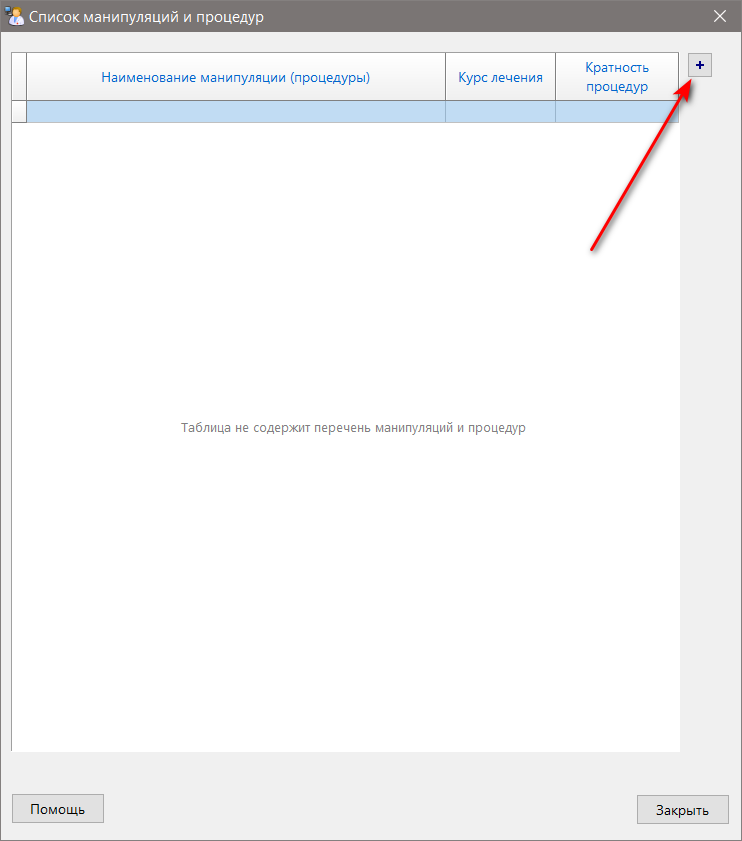 Список манипуляций и процедур
Наименование манипуляции (процедуры)
Курс лечения
Кратность
процедур
+
Таблица не содержит перечень манипуляций и процедур
Помощь
Закрыть